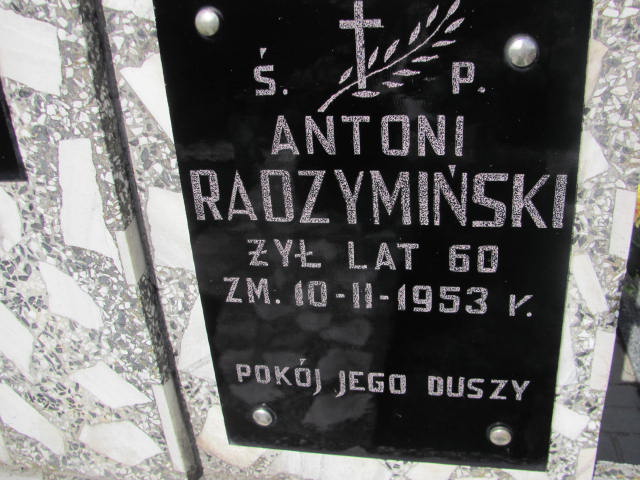 Ś. P.
ANTONI
RADZYMIŃSKI
ŻYŁ LAT 60
ZM. 10-11-1953 r.
POKÓJ JEGO DUSZY